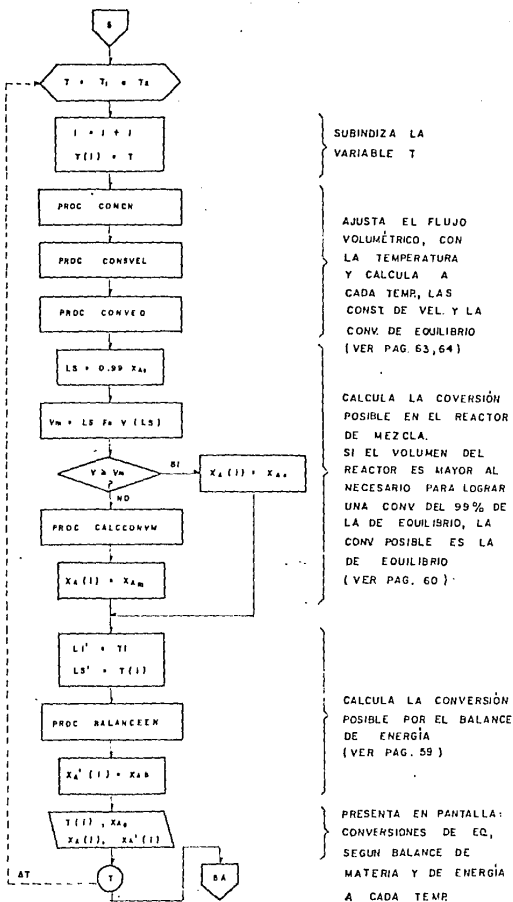 5
T = T1 a T2
I = I + 1
T(I) = T
SUBINDIZA LA
VARIABLE T
PROC CONCN
PROC CONSVEL
PROC CONVEQ
AJUSTA EL FLUJO
VOLUMÉTRICO, CON
LA TEMPERATURA
Y CALCULA A
CADA TEMP., LAS
CONST. DE VEL. Y LA
CONV. DE EQUILIBRIO
(VER PAG. 63,64)
LS = 0.99 XAe
Vm = LS Fo Y (LS)
V ≥ Vm
?
SI
XA(I) = XAe
NO
PROC CALCCONVM
XA(I) = XAm
CALCULA LA COVERSIÓN
POSIBLE EN EL REACTOR
DE MEZCLA.
SI EL VOLUMEN DEL
REACTOR ES MAYOR AL
NECESARIO PARA LOGRAR
UNA CONV DEL 99% DE
LA DE EQUILIBRIO, LA
CONV POSIBLE ES LA
DE EQUILIBRIO
(VER PAG. 60)
LI' = TI
LS' = T(I)
PROC BALANCEEN
XA'(I) = XAb
CALCULA LA CONVERSIÓN
POSIBLE POR EL BALANCE
DE ENERGÍA
(VER PAG. 59)
T(I), XAe
XA(I), XA'(I)
PRESENTA EN PANTALLA:
CONVERSIONES DE EQ.,
SEGUN BALANCE DE
MATERIA Y DE ENERGÍA
A CADA TEMP.
ΔT
T